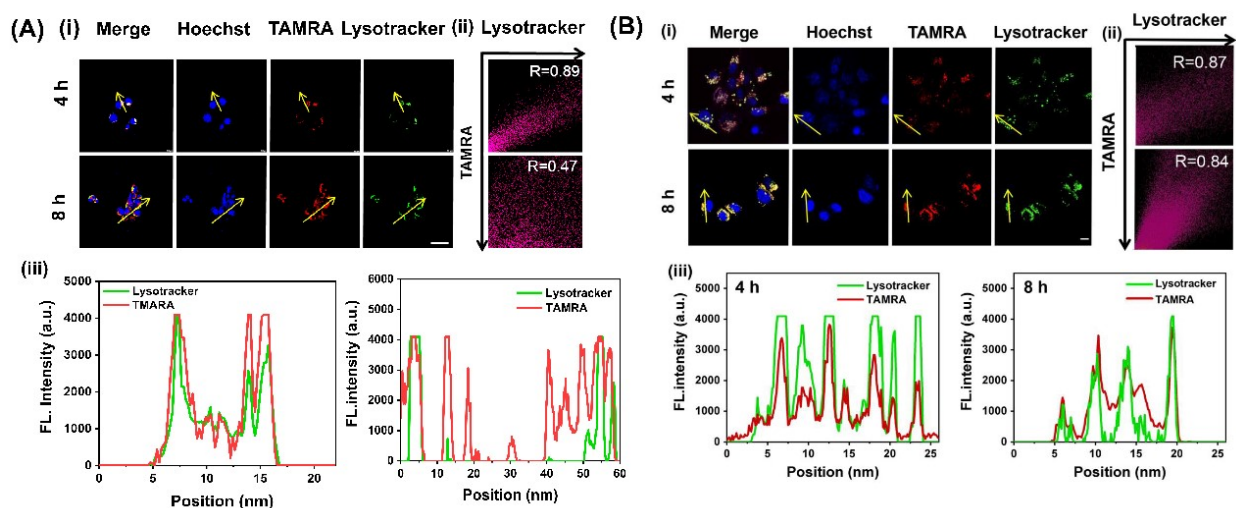 (A) (i) Merge Hoechst TAMRA Lysotracker (ii) Lysotracker
4 h
8 h
TAMRA
R=0.89
R=0.47
(iii)
FL. Intensity (a.u.)
5000
4000
3000
2000
1000
0
Lysotracker
TMARA
0 5 10 15 20
Position (nm)
FL.intensity (a.u.)
6000
5000
4000
3000
2000
1000
0
Lysotracker
TAMRA
0 10 20 30 40 50 60
Position (nm)
(B) (i) Merge Hoechst TAMRA Lysotracker (ii) Lysotracker
4 h
8 h
TAMRA
R=0.87
R=0.84
(iii)
4 h
FL.intensity (a.u.)
5000
4000
3000
2000
1000
0
Lysotracker
TAMRA
0 5 10 15 20 25
Position (nm)
8 h
FL.intensity (a.u.)
5000
4000
3000
2000
1000
0
Lysotracker
TAMRA
0 5 10 15 20 25
Position (nm)